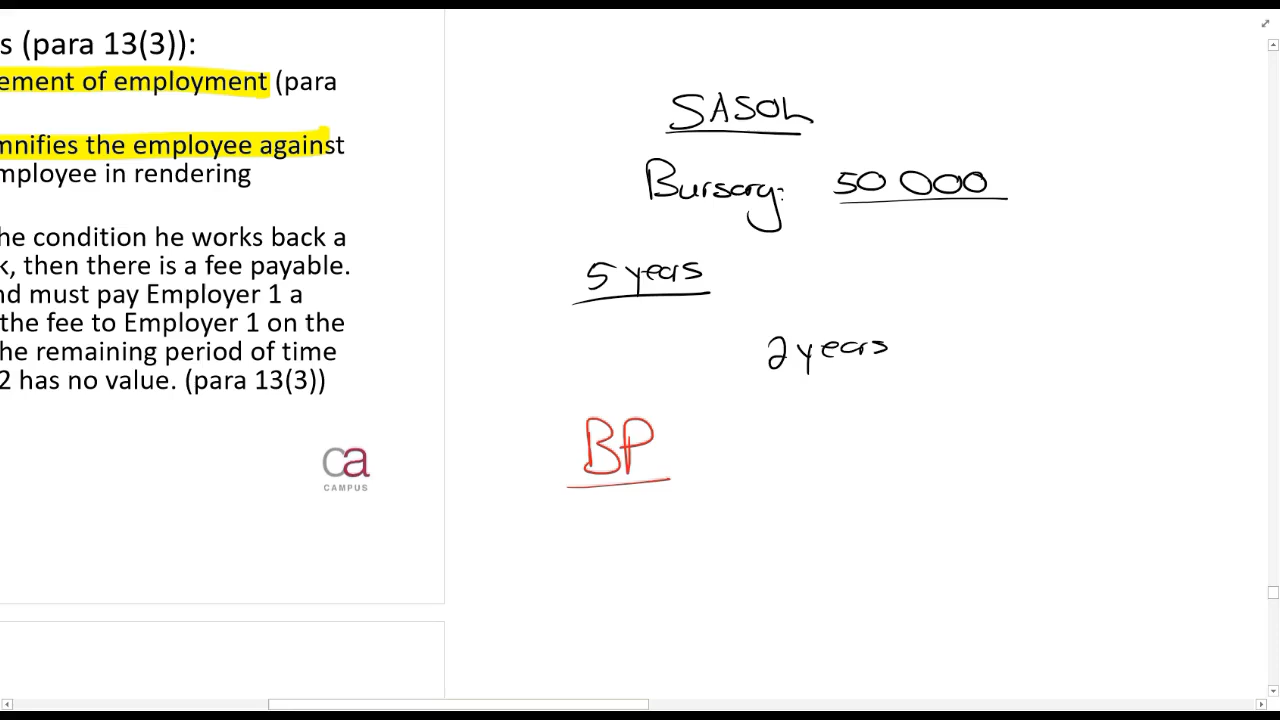 s (para 13(3)):
ement of employment (para
mnifies the employee against
mployee in rendering
he condition he works back a
k, then there is a fee payable.
nd must pay Employer 1 a
the fee to Employer 1 on the
he remaining period of time
2 has no value. (para 13(3))
ca
CAMPUS
SASOL
Bursary: 50 000
5 years
2 years
BP